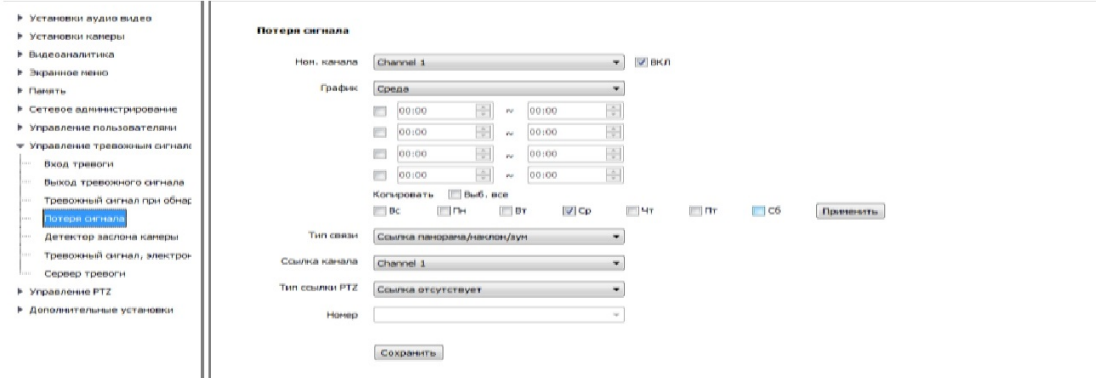 Установки аудио видео
Установки камеры
Видеоаналитика
Экранное меню
Память
Сетевое администрирование
Управление пользователями
Управление тревожным сигнало
Вход тревоги
Выход тревожного сигнала
Тревожный сигнал при обнар
Потеря сигнала
Детектор заслона камеры
Тревожный сигнал, электрон
Сервер тревоги
Управление PTZ
Дополнительные установки
Потеря сигнала
Ном. канала Channel 1 ВКЛ
График Среда
00:00 ~ 00:00
00:00 ~ 00:00
00:00 ~ 00:00
00:00 ~ 00:00
Копировать Выб. все
Вс Пн Вт Ср Чт Пт Сб Применить
Тип связи Ссылка панорама/наклон/зум
Ссылка канала Channel 1
Тип ссылки PTZ Ссылка отсутствует
Номер
Сохранить